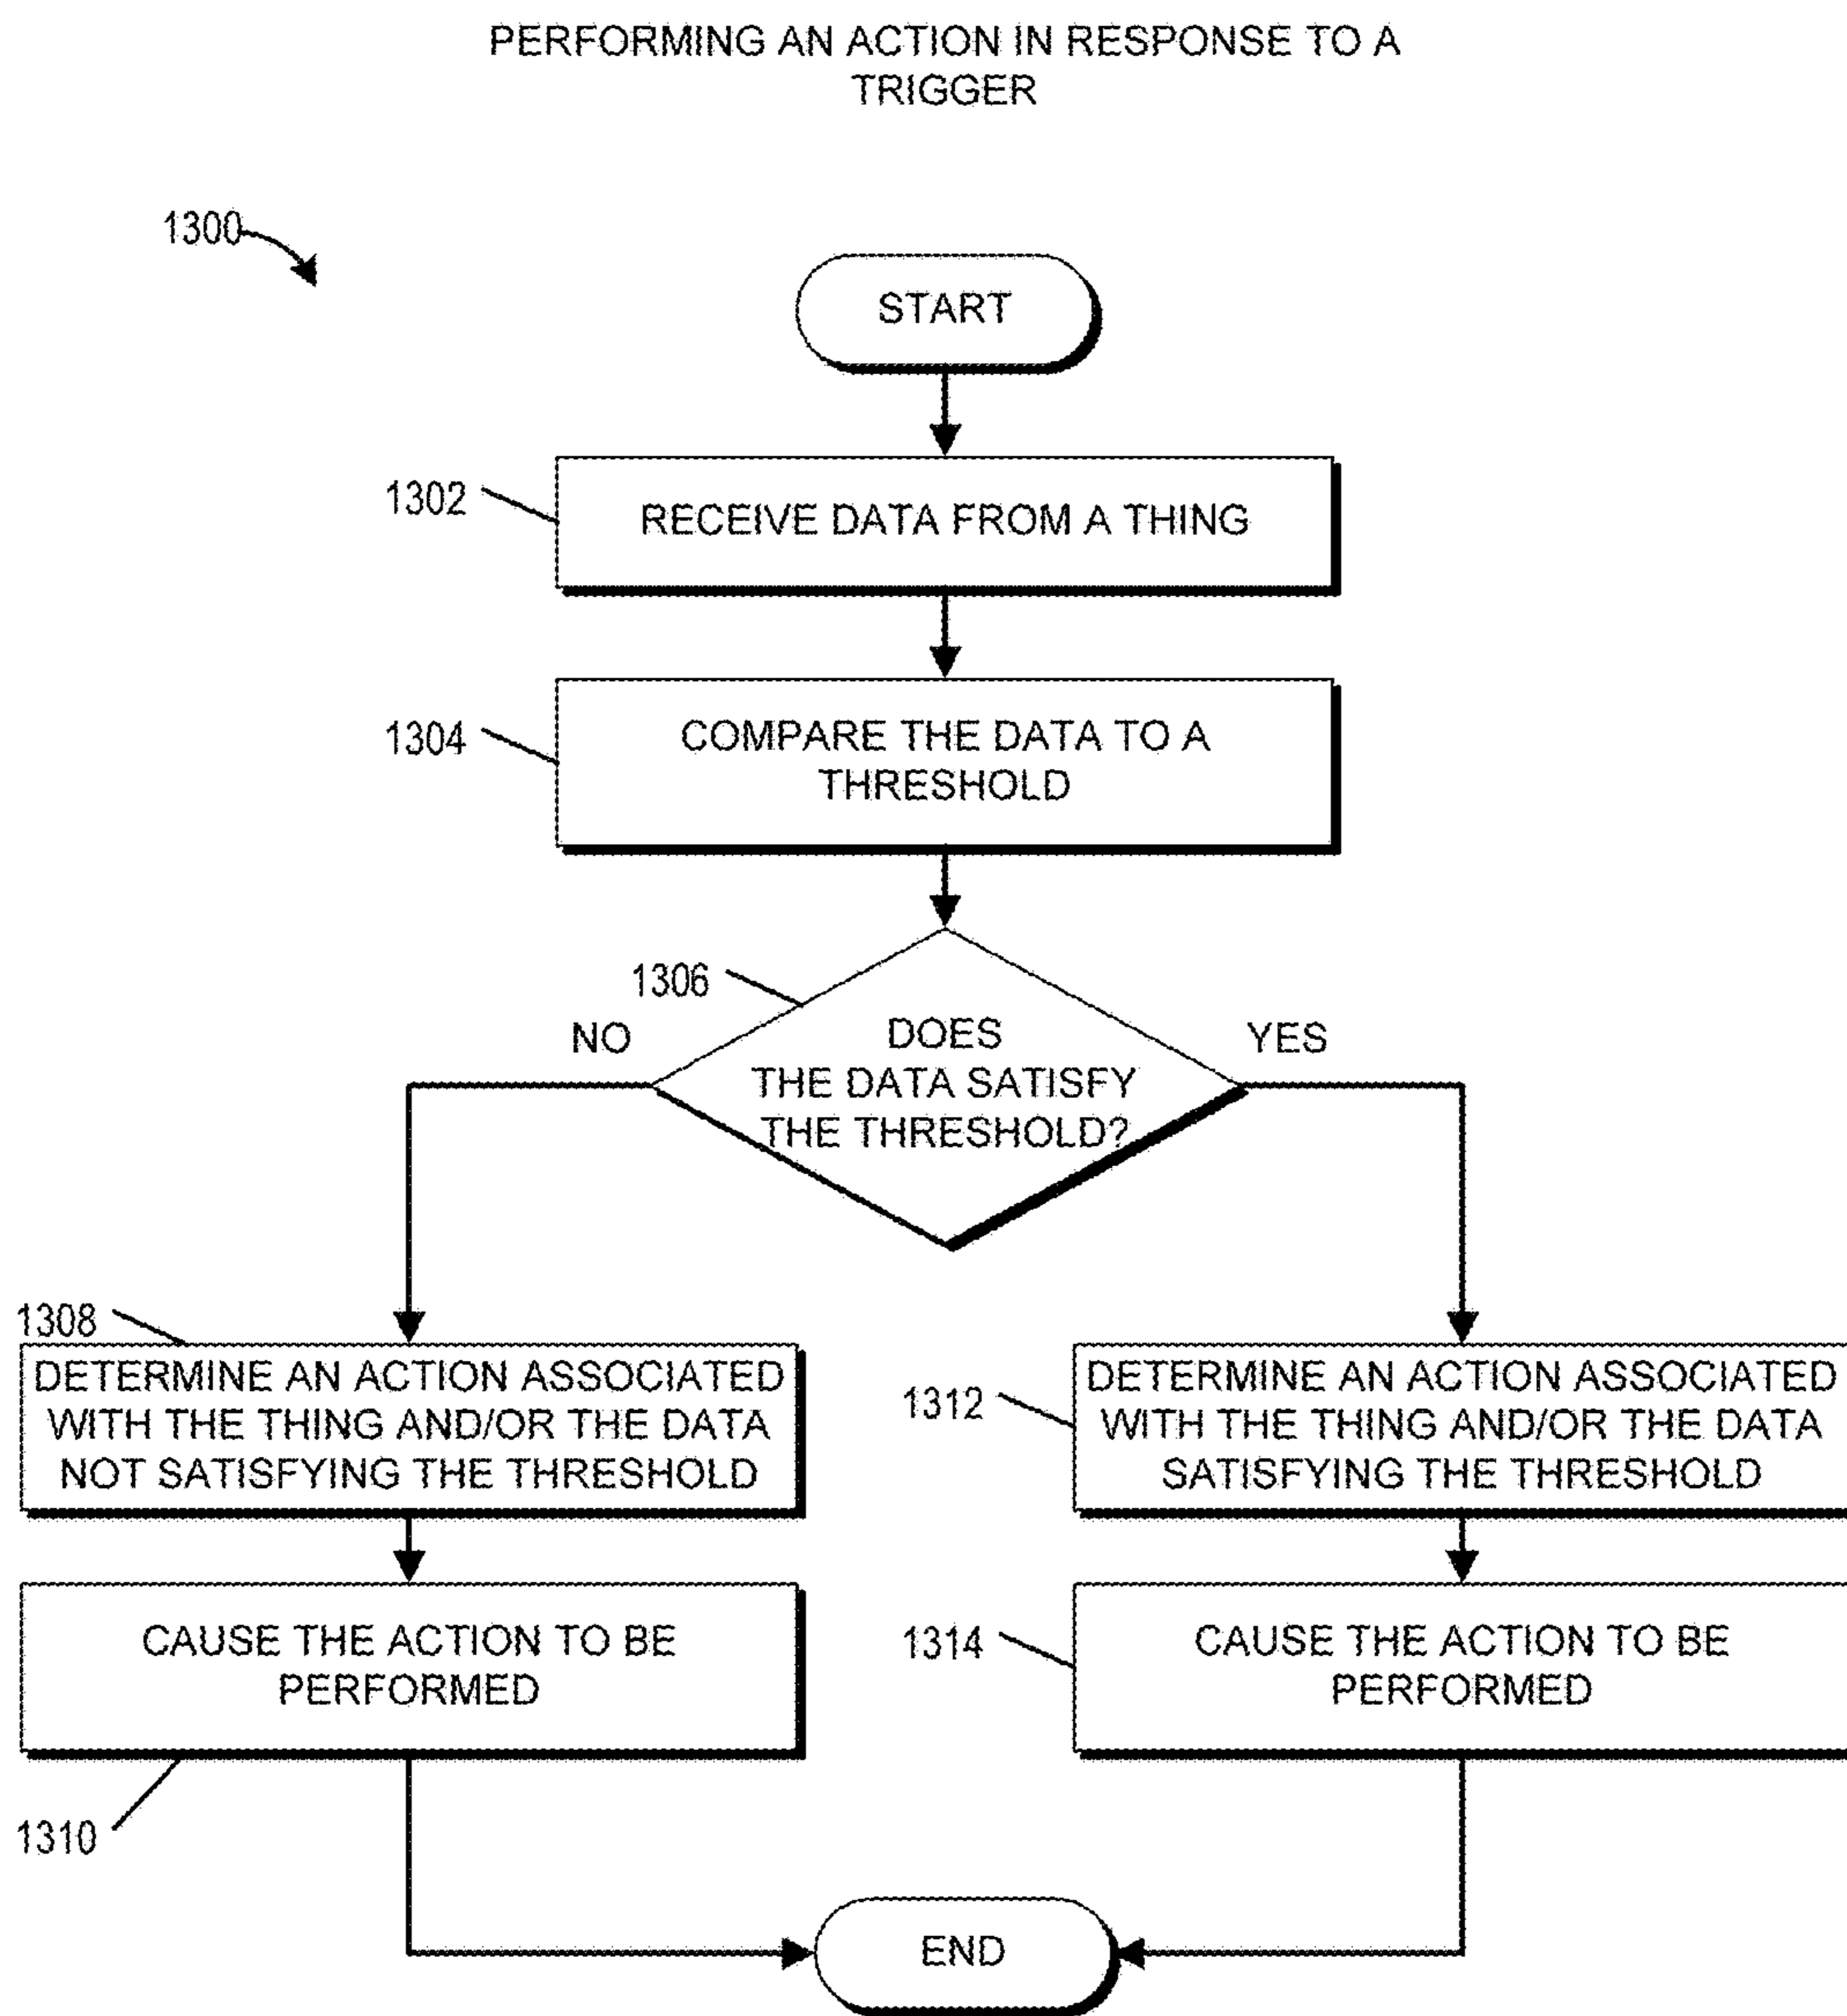 PERFORMING AN ACTION IN RESPONSE TO A
TRIGGER
1300
START
1302
RECEIVE DATA FROM A THING
1304
COMPARE THE DATA TO A
THRESHOLD
1306
NO
YES
DOES
THE DATA SATISFY
THE THRESHOLD?
1308
DETERMINE AN ACTION ASSOCIATED
WITH THE THING AND/OR THE DATA
NOT SATISFYING THE THRESHOLD
1312
DETERMINE AN ACTION ASSOCIATED
WITH THE THING AND/OR THE DATA
SATISFYING THE THRESHOLD
CAUSE THE ACTION TO BE
PERFORMED
1310
1314
CAUSE THE ACTION TO BE
PERFORMED
END